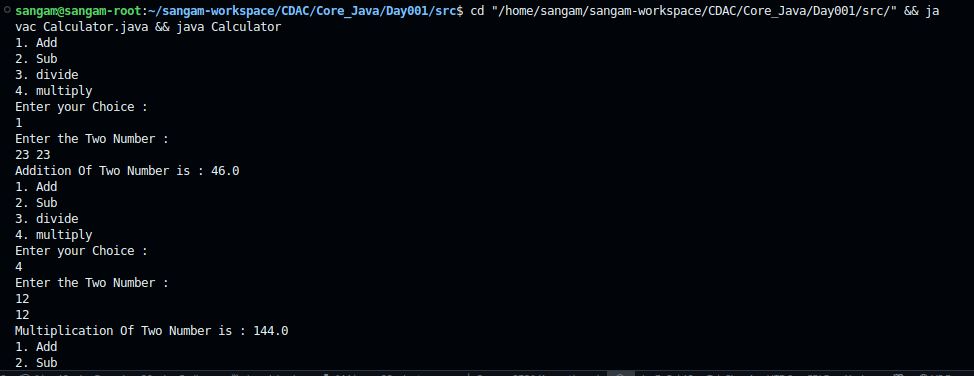 sangam@sangam-root:~/sangam-workspace/CDAC/Core_Java/Day001/src$ cd "/home/sangam/sangam-workspace/CDAC/Core_Java/Day001/src/" && ja
vac Calculator.java && java Calculator
1. Add
2. Sub
3. divide
4. multiply
Enter your Choice :
1
Enter the Two Number :
23 23
Addition Of Two Number is : 46.0
1. Add
2. Sub
3. divide
4. multiply
Enter your Choice :
4
Enter the Two Number :
12
12
Multiplication Of Two Number is : 144.0
1. Add
2. Sub